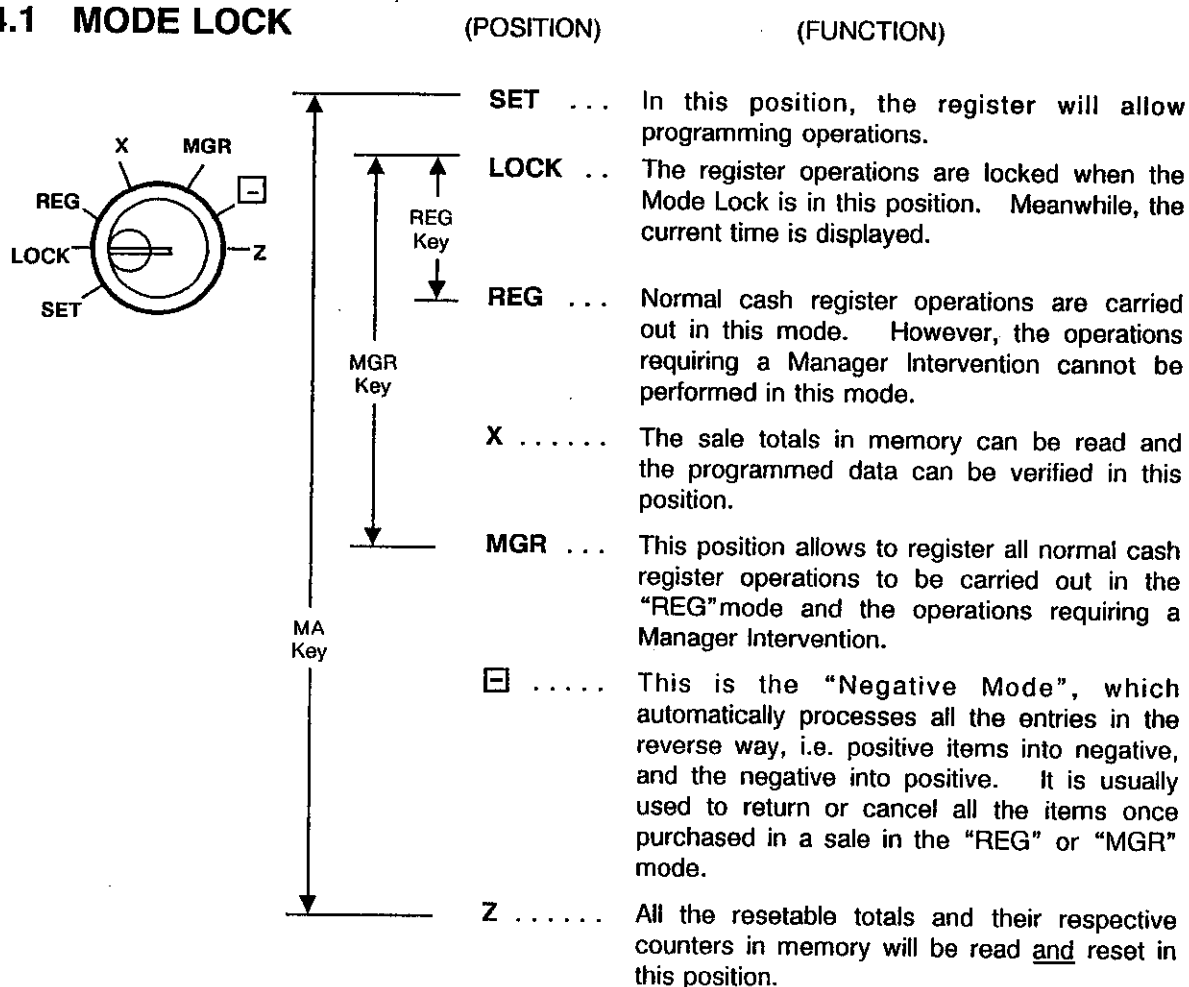 4.1 MODE LOCK (POSITION) (FUNCTION)
X MGR
REG ⊟
LOCK Z
SET
REG
Key
MGR
Key
MA
Key
SET ... In this position, the register will allow
programming operations.
LOCK .. The register operations are locked when the
Mode Lock is in this position. Meanwhile, the
current time is displayed.
REG ... Normal cash register operations are carried
out in this mode. However, the operations
requiring a Manager Intervention cannot be
performed in this mode.
X ...... The sale totals in memory can be read and
the programmed data can be verified in this
position.
MGR ... This position allows to register all normal cash
register operations to be carried out in the
“REG”mode and the operations requiring a
Manager Intervention.
⊟ ..... This is the “Negative Mode”, which
automatically processes all the entries in the
reverse way, i.e. positive items into negative,
and the negative into positive. It is usually
used to return or cancel all the items once
purchased in a sale in the “REG” or “MGR”
mode.
Z ...... All the resetable totals and their respective
counters in memory will be read and reset in
this position.